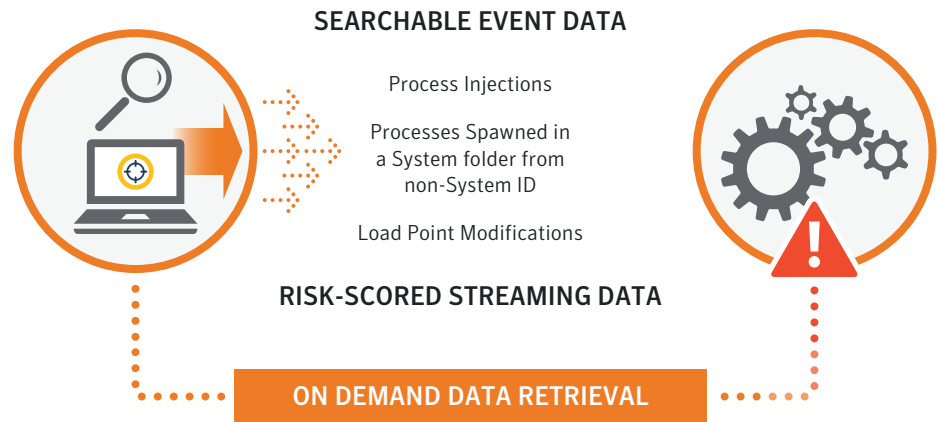 SEARCHABLE EVENT DATA
Process Injections
Processes Spawned in
a System folder from
non-System ID
Load Point Modifications
RISK-SCORED STREAMING DATA
ON DEMAND DATA RETRIEVAL